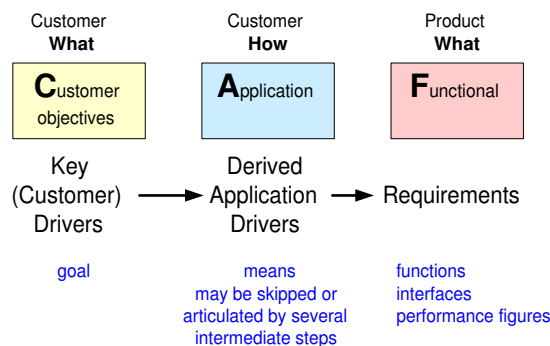 Customer
What
Customer
How
Product
What
Customer
objectives
Application
Functional
Key
(Customer)
Drivers
Derived
Application
Drivers
Requirements
goal
means
may be skipped or
articulated by several
intermediate steps
functions
interfaces
performance figures